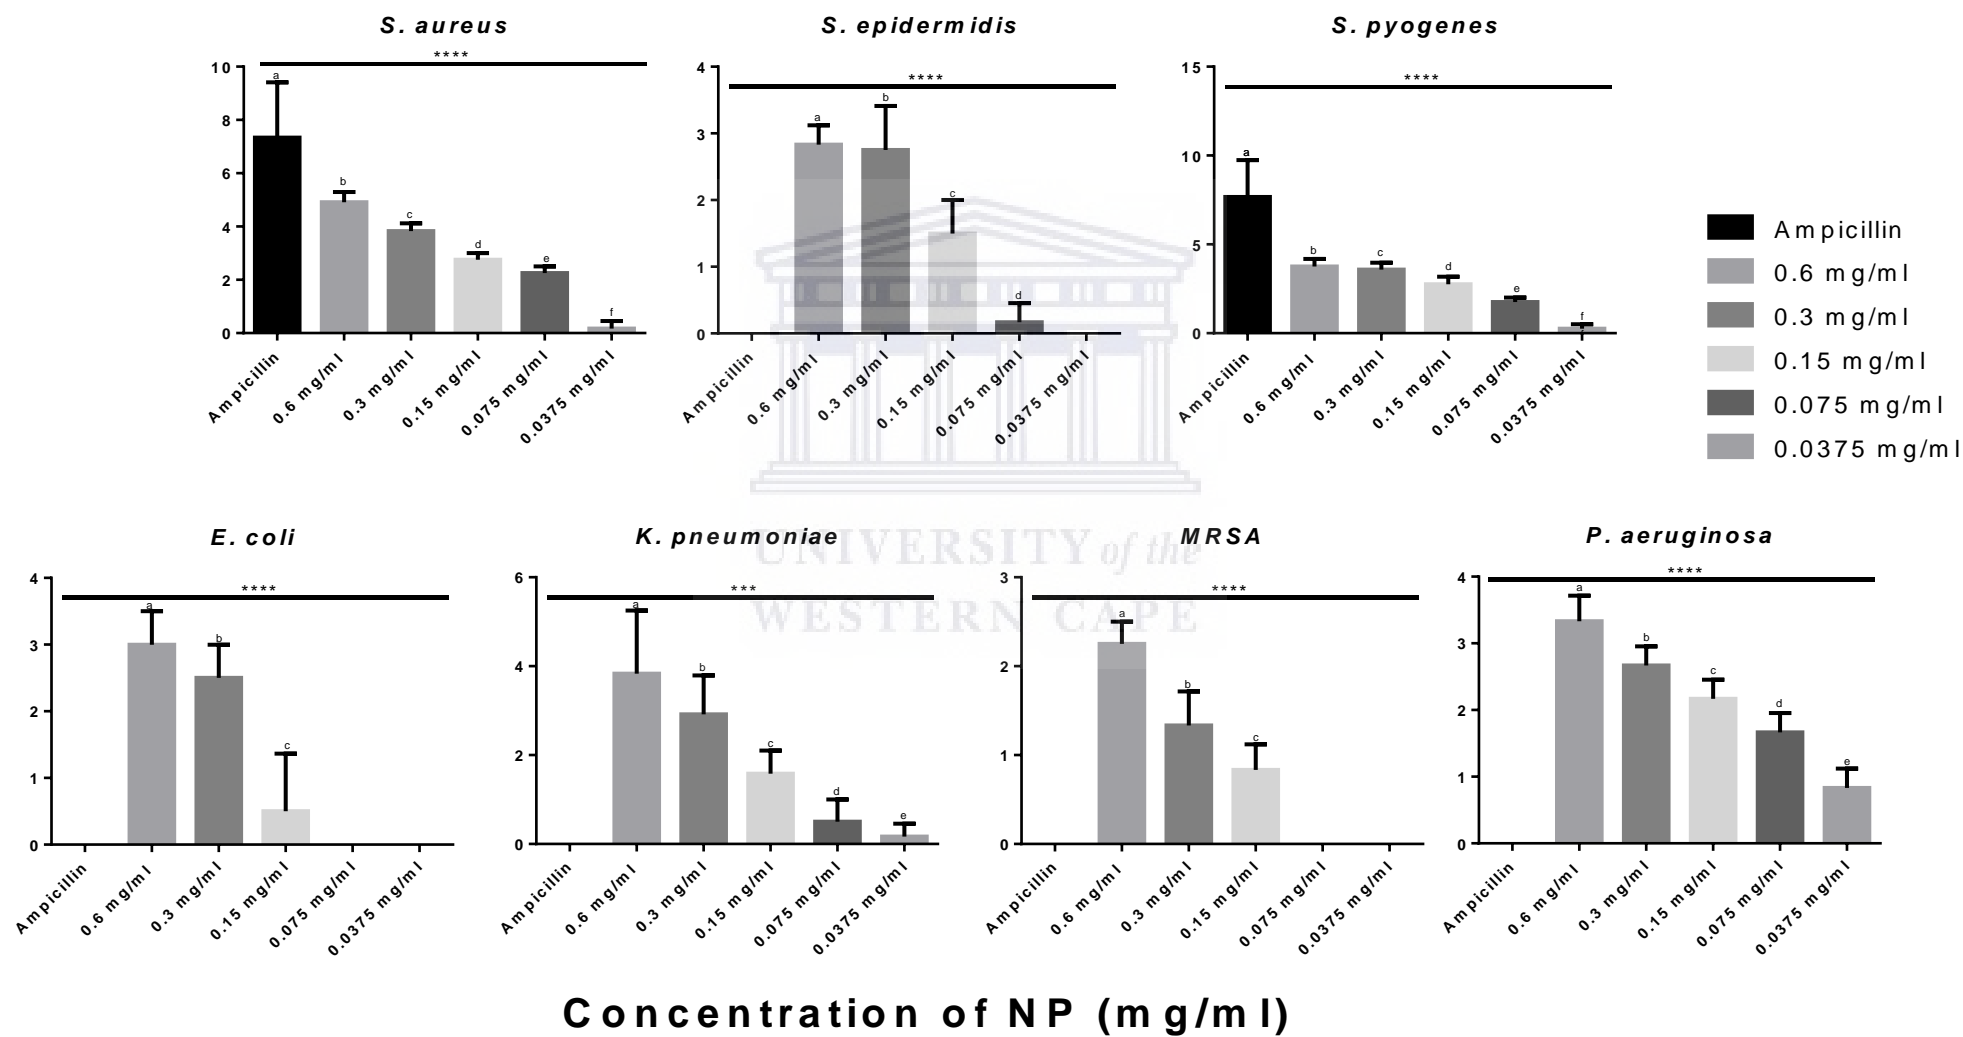 S. aureus
****
10
8
6
4
2
0
a
b
c
d
e
f
Ampicillin
0.6 mg/ml
0.3 mg/ml
0.15 mg/ml
0.075 mg/ml
0.0375 mg/ml
S. epidermidis
****
4
3
2
1
0
a
b
c
d
Ampicillin
0.6 mg/ml
0.3 mg/ml
0.15 mg/ml
0.075 mg/ml
0.0375 mg/ml
S. pyogenes
****
15
10
5
0
a
b
c
d
e
f
Ampicillin
0.6 mg/ml
0.3 mg/ml
0.15 mg/ml
0.075 mg/ml
0.0375 mg/ml
Ampicillin
0.6 mg/ml
0.3 mg/ml
0.15 mg/ml
0.075 mg/ml
0.0375 mg/ml
UNIVERSITY of the
WESTERN CAPE
E. coli
****
4
3
2
1
0
a
b
c
Ampicillin
0.6 mg/ml
0.3 mg/ml
0.15 mg/ml
0.075 mg/ml
0.0375 mg/ml
K. pneumoniae
***
6
4
2
0
a
b
c
d
e
Ampicillin
0.6 mg/ml
0.3 mg/ml
0.15 mg/ml
0.075 mg/ml
0.0375 mg/ml
MRSA
****
3
2
1
0
a
b
c
Ampicillin
0.6 mg/ml
0.3 mg/ml
0.15 mg/ml
0.075 mg/ml
0.0375 mg/ml
P. aeruginosa
****
4
3
2
1
0
a
b
c
d
e
Ampicillin
0.6 mg/ml
0.3 mg/ml
0.15 mg/ml
0.075 mg/ml
0.0375 mg/ml
Concentration of NP (mg/ml)